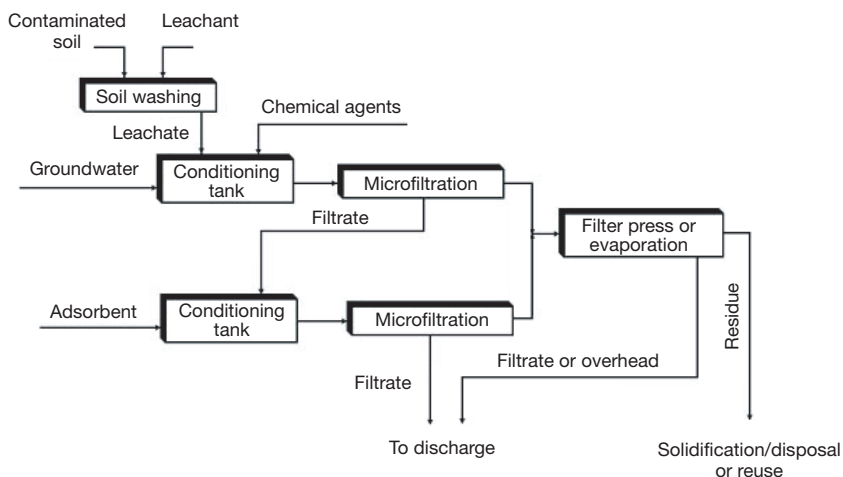 Contaminated
soil
Leachant
Soil washing
Chemical agents
Leachate
Groundwater
Conditioning
tank
Microfiltration
Filtrate
Filter press or
evaporation
Adsorbent
Conditioning
tank
Microfiltration
Residue
Filtrate or overhead
Filtrate
To discharge
Solidification/disposal
or reuse